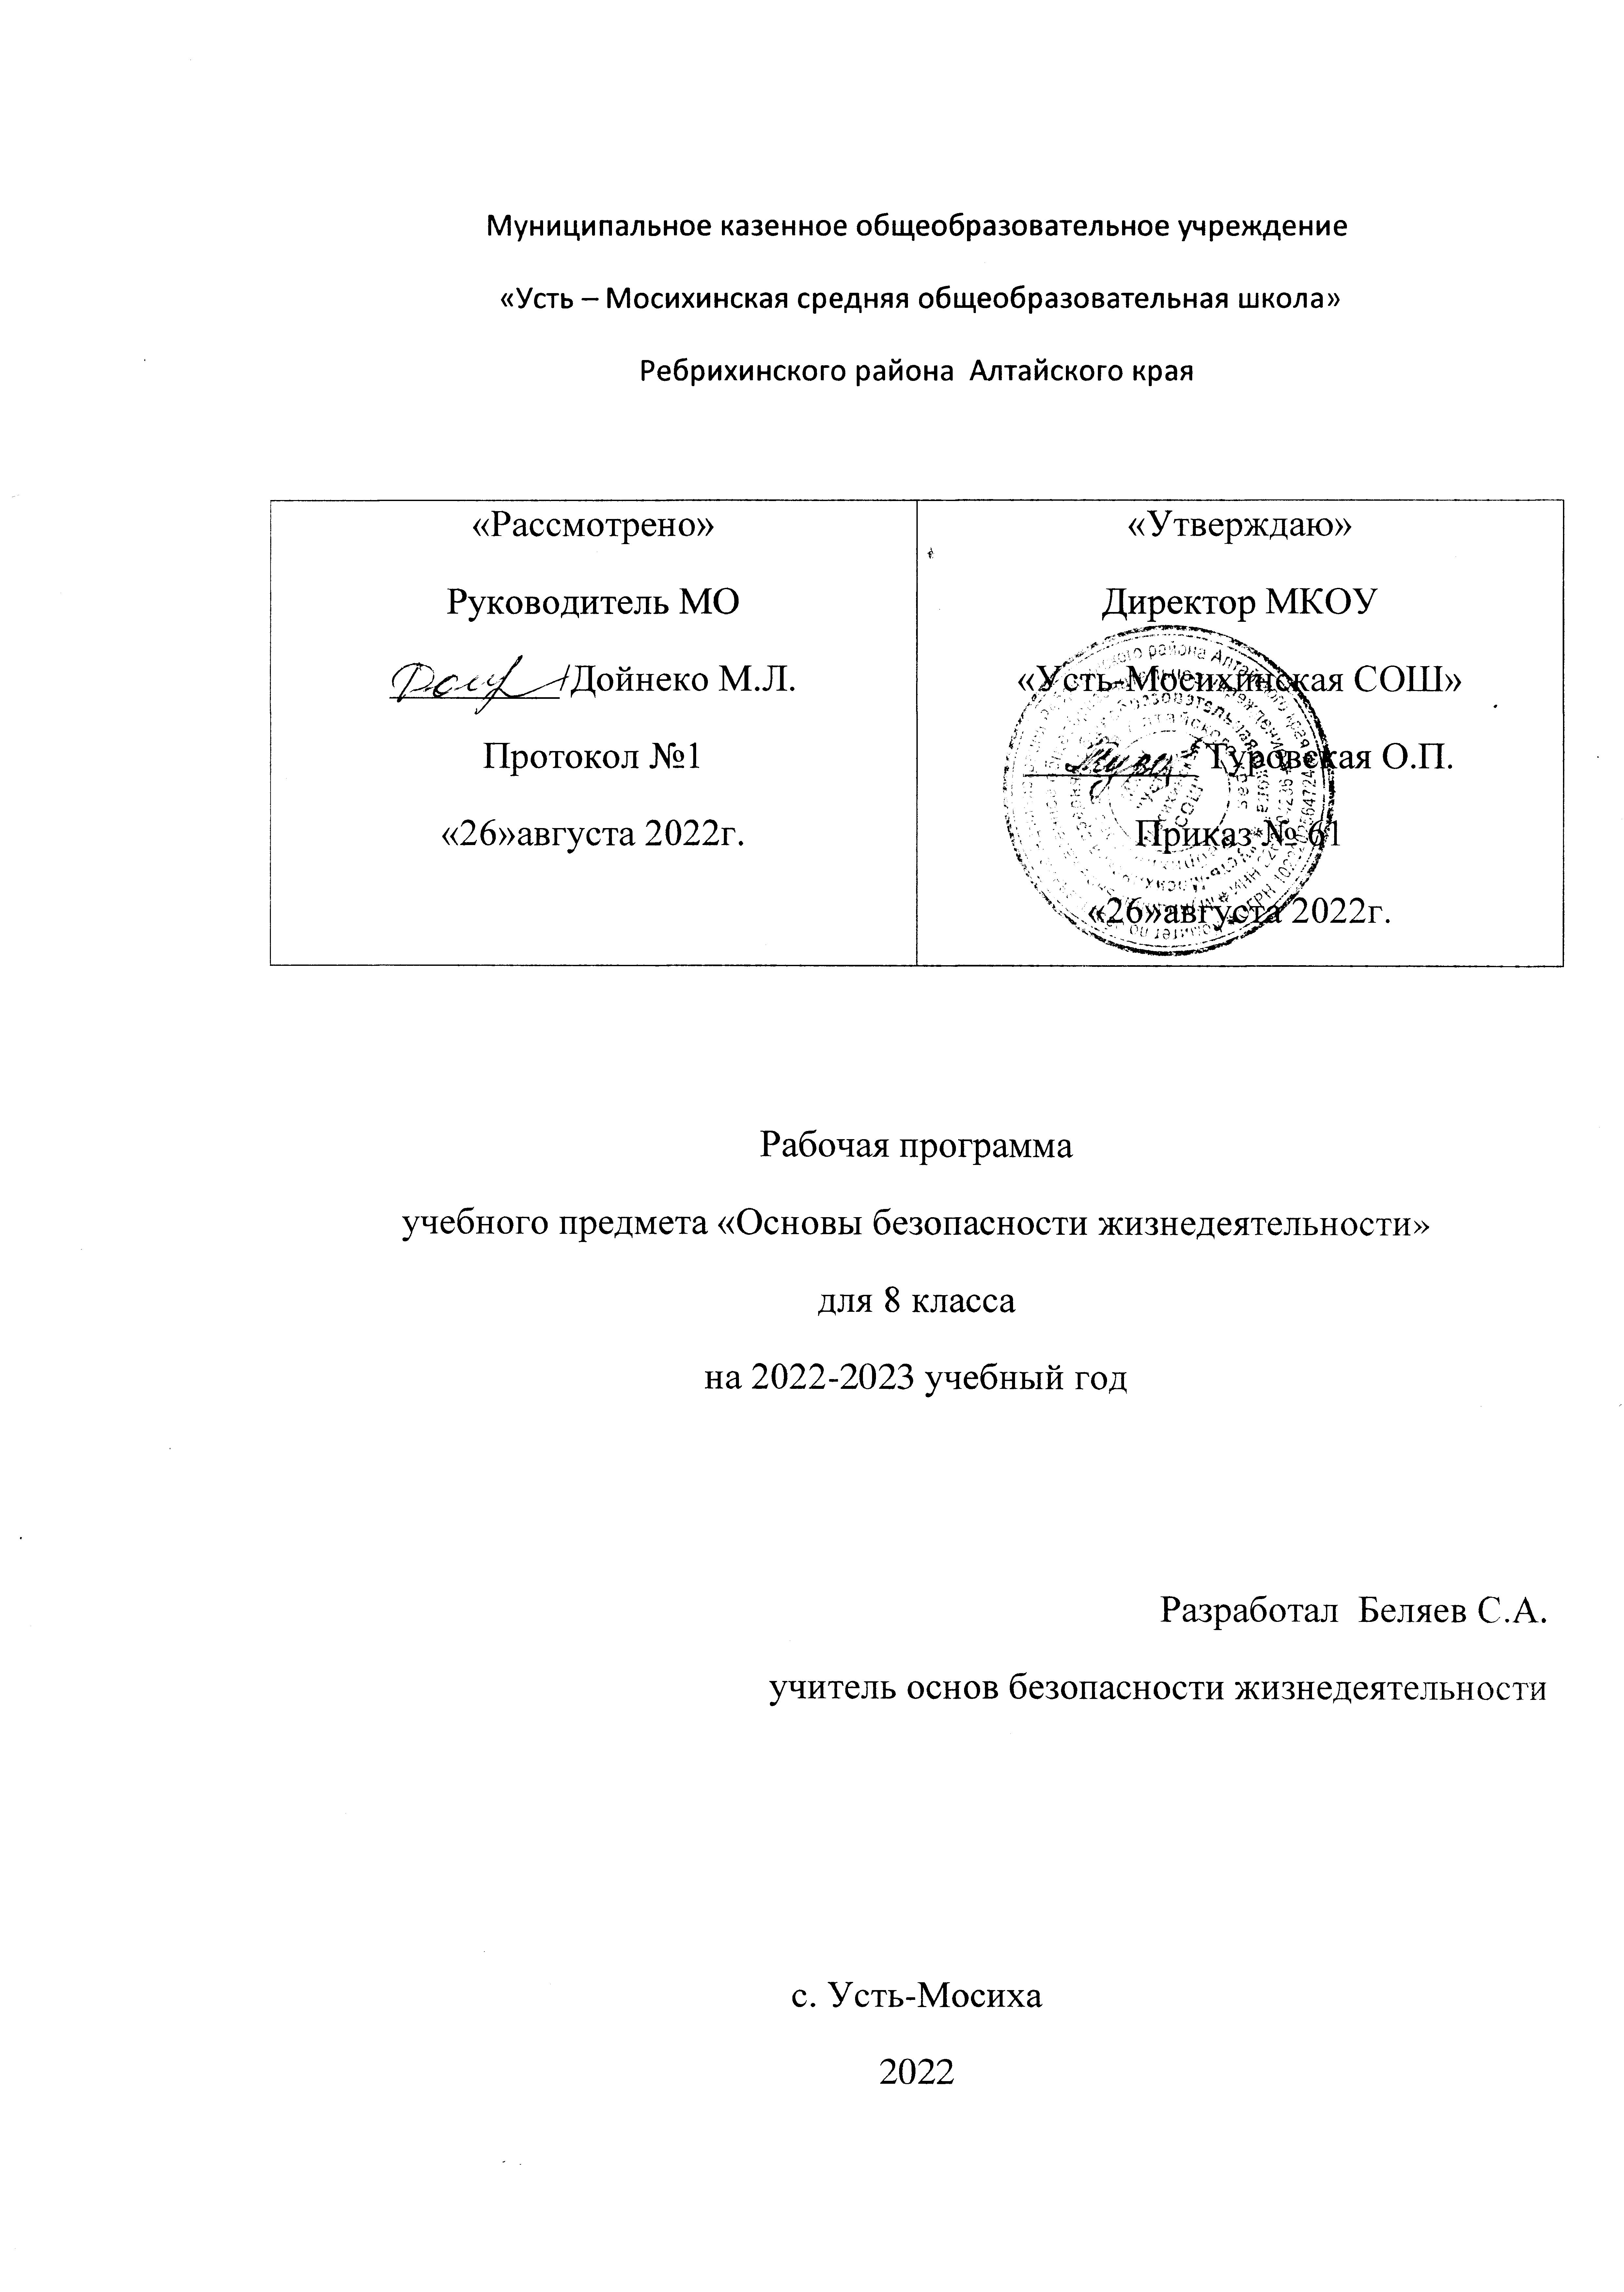 Муниципальное казенное общеобразовательное учреждение
«Усть – Мосихинская средняя общеобразовательная школа»
Ребрихинского района Алтайского края
«Рассмотрено»
Руководитель МО
Дойнеко М.Л.
Протокол №1
«26»августа 2022г.
«Утверждаю»
Директор МКОУ
«Усть-Мосихинская СОШ»
Туровская О.П.
Приказ № 61
«26»августа 2022г.
Рабочая программа
учебного предмета «Основы безопасности жизнедеятельности»
для 8 класса
на 2022-2023 учебный год
Разработал Беляев С.А.
учитель основ безопасности жизнедеятельности
с. Усть-Мосиха
2022